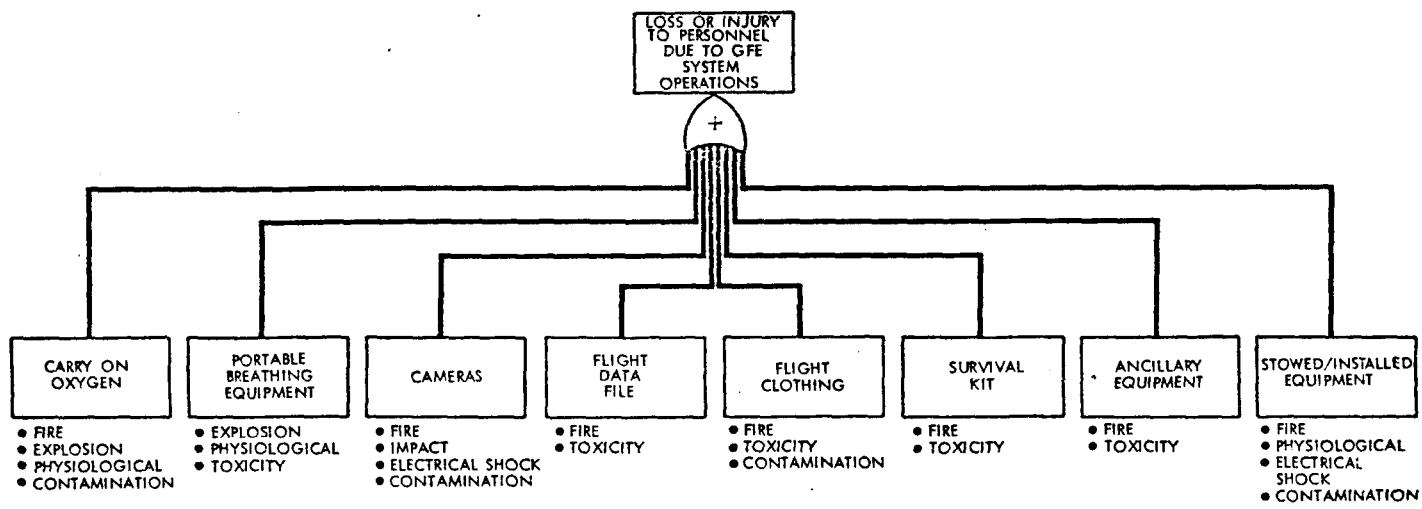 LOSS OR INJURY
TO PERSONNEL
DUE TO GFE
SYSTEM
OPERATIONS
+
CARRY ON
OXYGEN
• FIRE
• EXPLOSION
• PHYSIOLOGICAL
• CONTAMINATION
PORTABLE
BREATHING
EQUIPMENT
• EXPLOSION
• PHYSIOLOGICAL
• TOXICITY
CAMERAS
• FIRE
• IMPACT
• ELECTRICAL SHOCK
• CONTAMINATION
FLIGHT
DATA
FILE
• FIRE
• TOXICITY
FLIGHT
CLOTHING
• FIRE
• TOXICITY
• CONTAMINATION
SURVIVAL
KIT
• FIRE
• TOXICITY
ANCILLARY
EQUIPMENT
• FIRE
• TOXICITY
STOWED/INSTALLED
EQUIPMENT
• FIRE
• PHYSIOLOGICAL
• ELECTRICAL
SHOCK
• CONTAMINATION